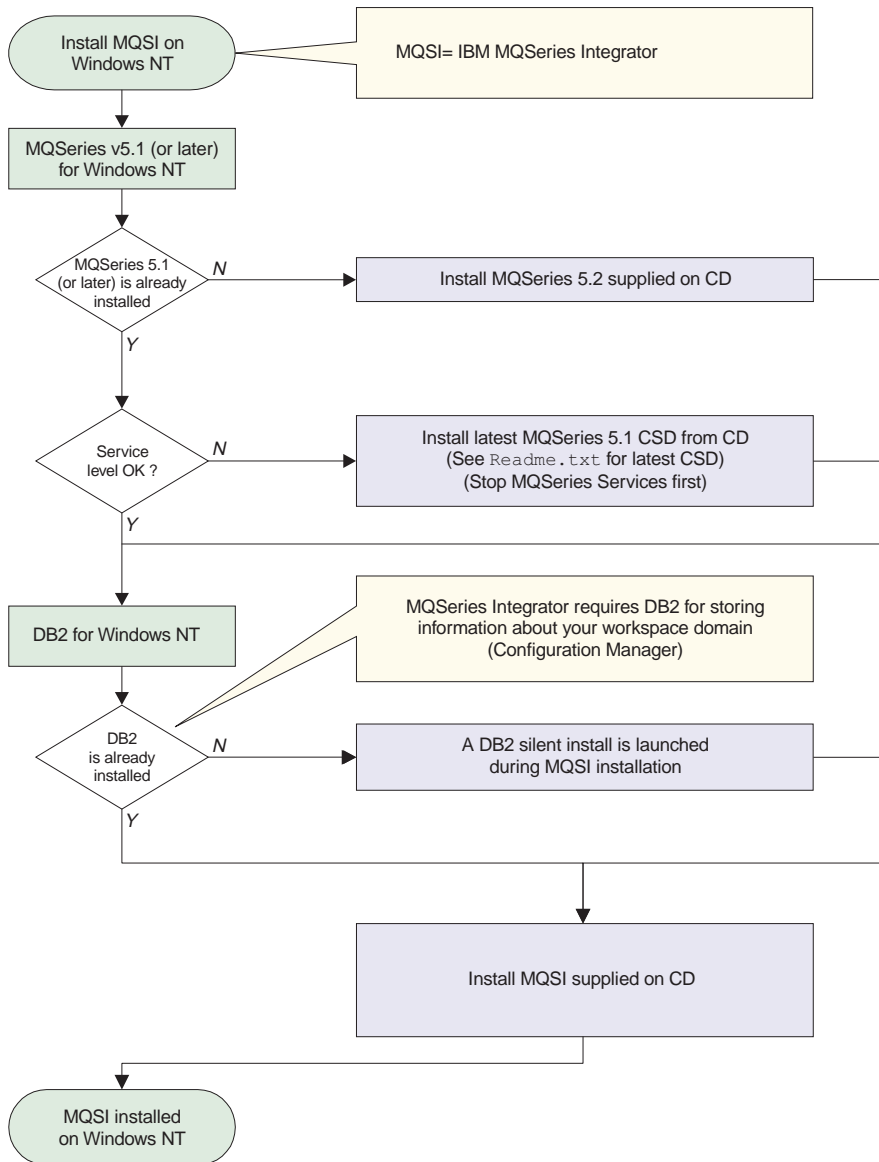 Install MQSI on
Windows NT
MQSI= IBM MQSeries Integrator
MQSeries v5.1 (or later)
for Windows NT
MQSeries 5.1
(or later) is already
installed
N
Install MQSeries 5.2 supplied on CD
Y
Service
level OK ?
N
Install latest MQSeries 5.1 CSD from CD
(See Readme.txt for latest CSD)
(Stop MQSeries Services first)
Y
DB2 for Windows NT
MQSeries Integrator requires DB2 for storing
information about your workspace domain
(Configuration Manager)
DB2
is already
installed
N
A DB2 silent install is launched
during MQSI installation
Y
Install MQSI supplied on CD
MQSI installed
on Windows NT